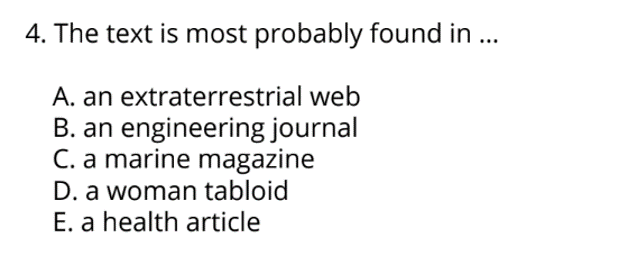 4. The text is most probably found in ...
A. an extraterrestrial web
B. an engineering journal
C. a marine magazine
D. a woman tabloid
E. a health article